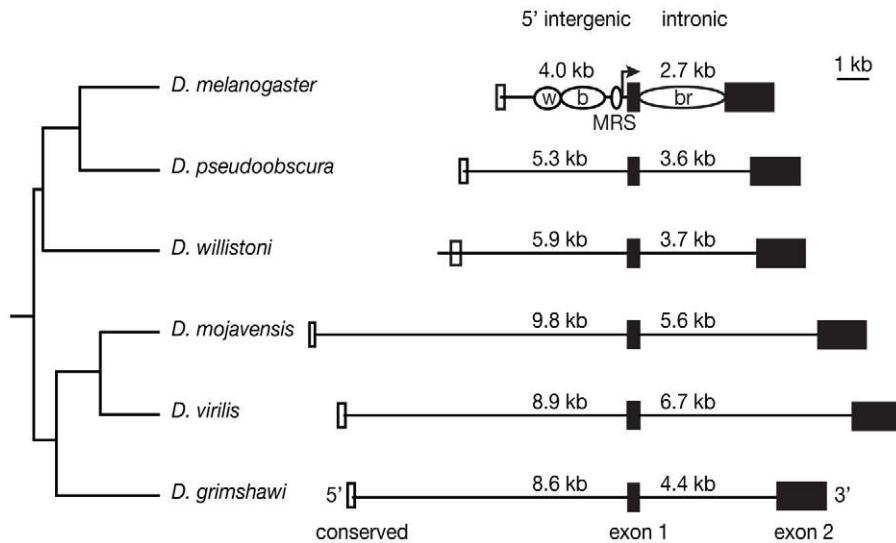 5' intergenic intronic
D. melanogaster 4.0 kb 2.7 kb 1 kb
w b br
MRS
D. pseudoobscura 5.3 kb 3.6 kb
D. willistoni 5.9 kb 3.7 kb
D. mojavensis 9.8 kb 5.6 kb
D. virilis 8.9 kb 6.7 kb
D. grimshawi 5' 8.6 kb 4.4 kb 3'
conserved exon 1 exon 2